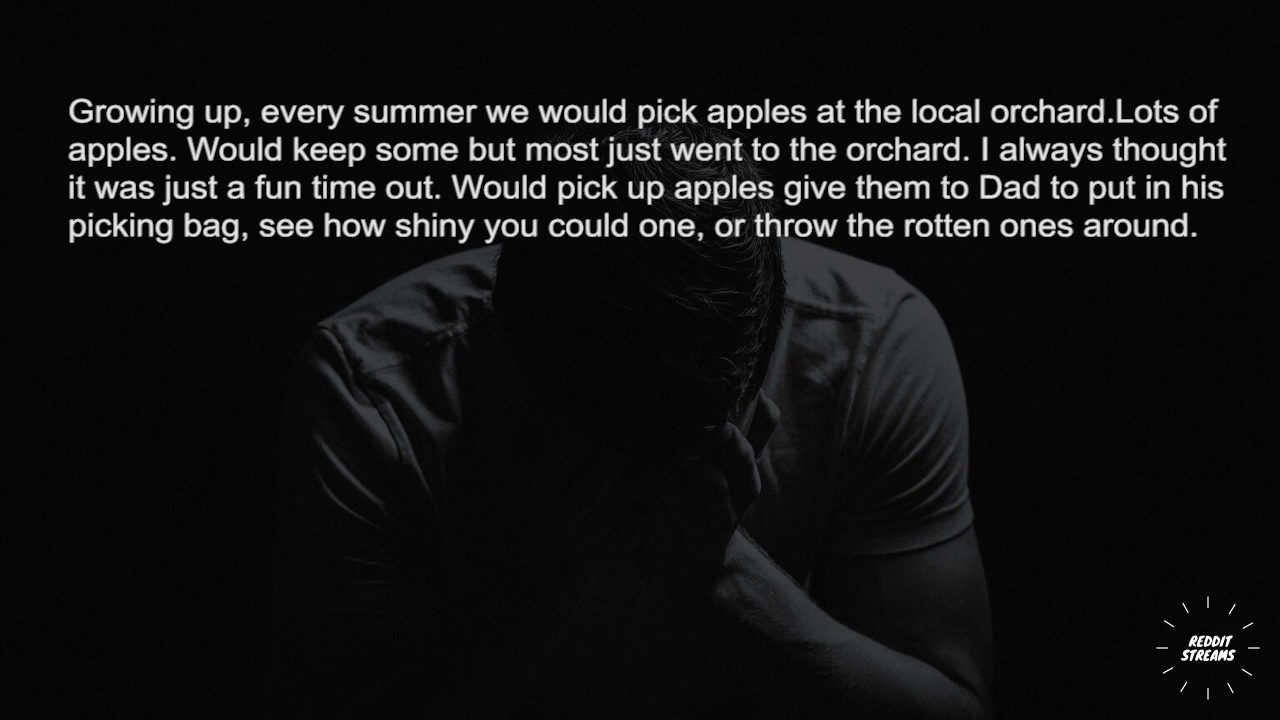 Growing up, every summer we would pick apples at the local orchard.Lots of
apples. Would keep some but most just went to the orchard. I always thought
it was just a fun time out. Would pick up apples give them to Dad to put in his
picking bag, see how shiny you could one, or throw the rotten ones around.
REDDIT
STREAMS